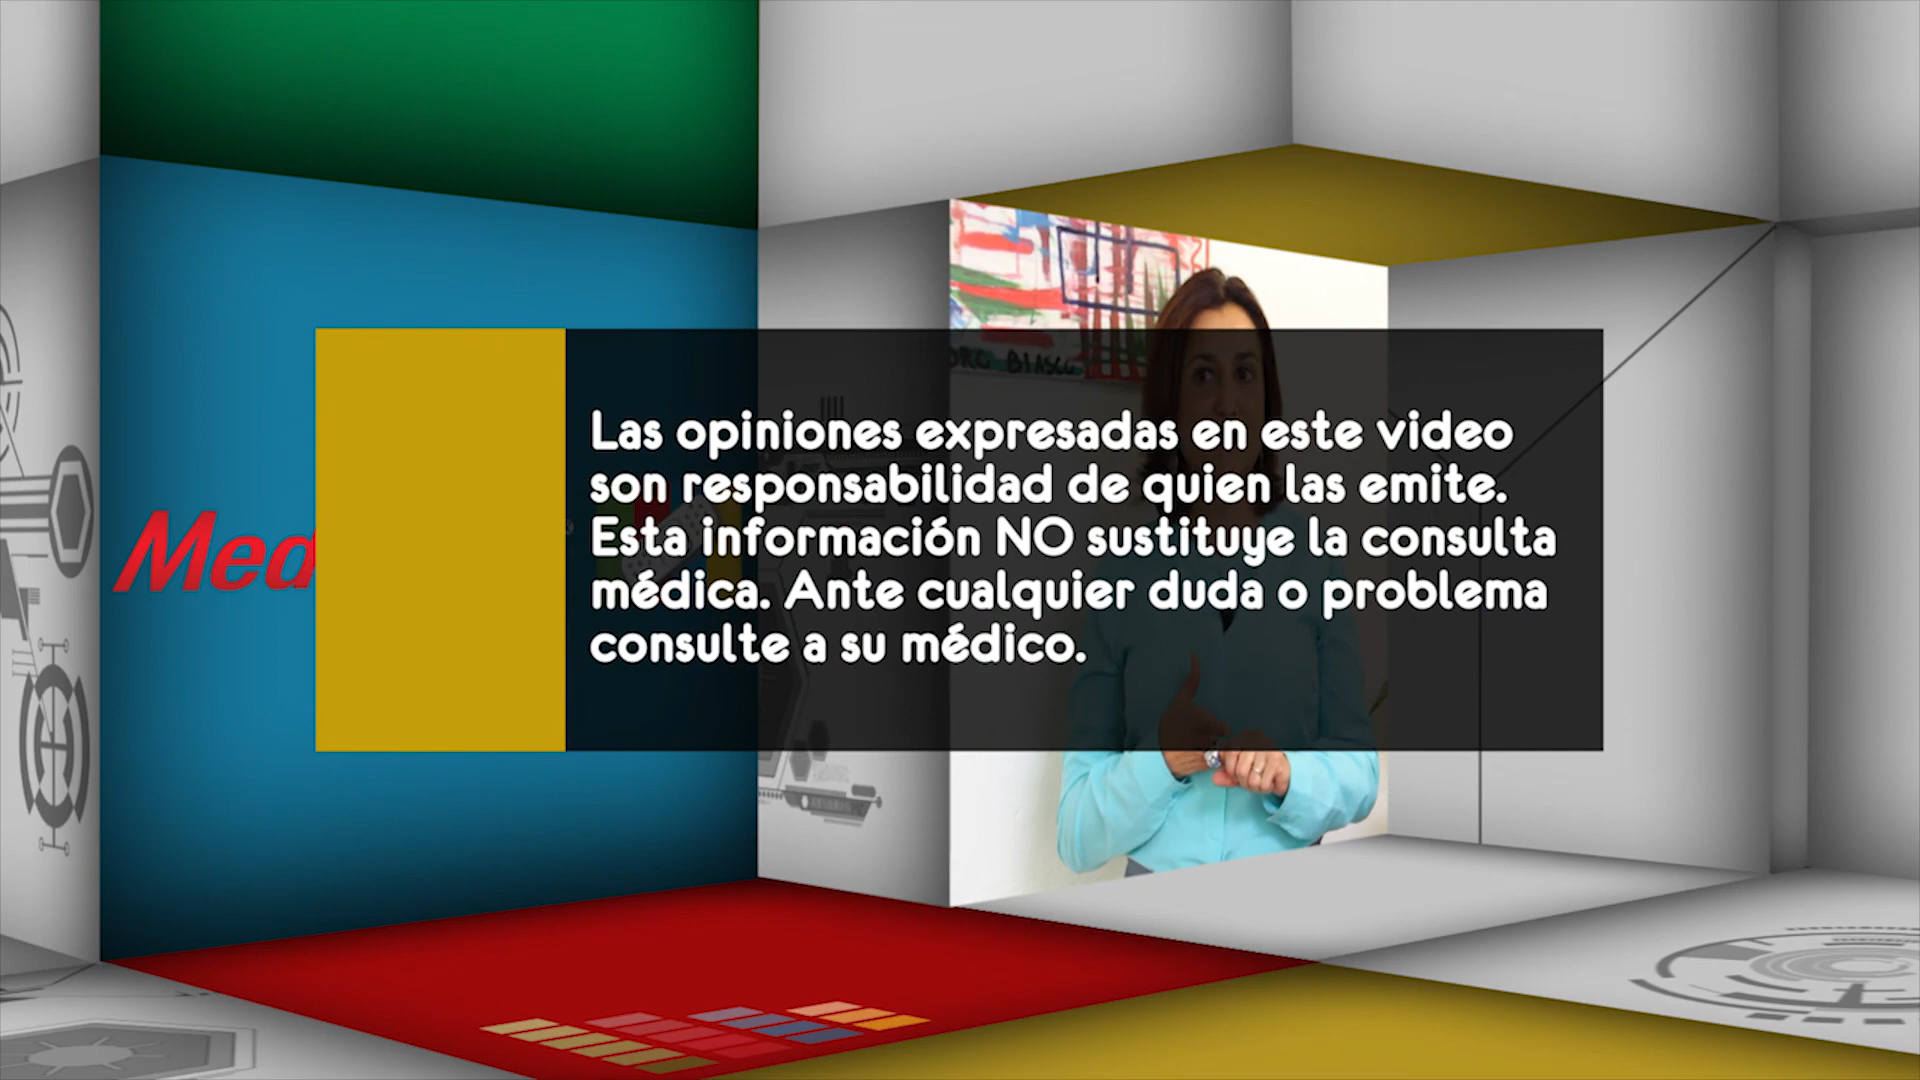 Las opiniones expresadas en este video
son responsabilidad de quien las emite.
Esta información NO sustituye la consulta
médica. Ante cualquier duda o problema
consulte a su médico.
Med
BIASCO